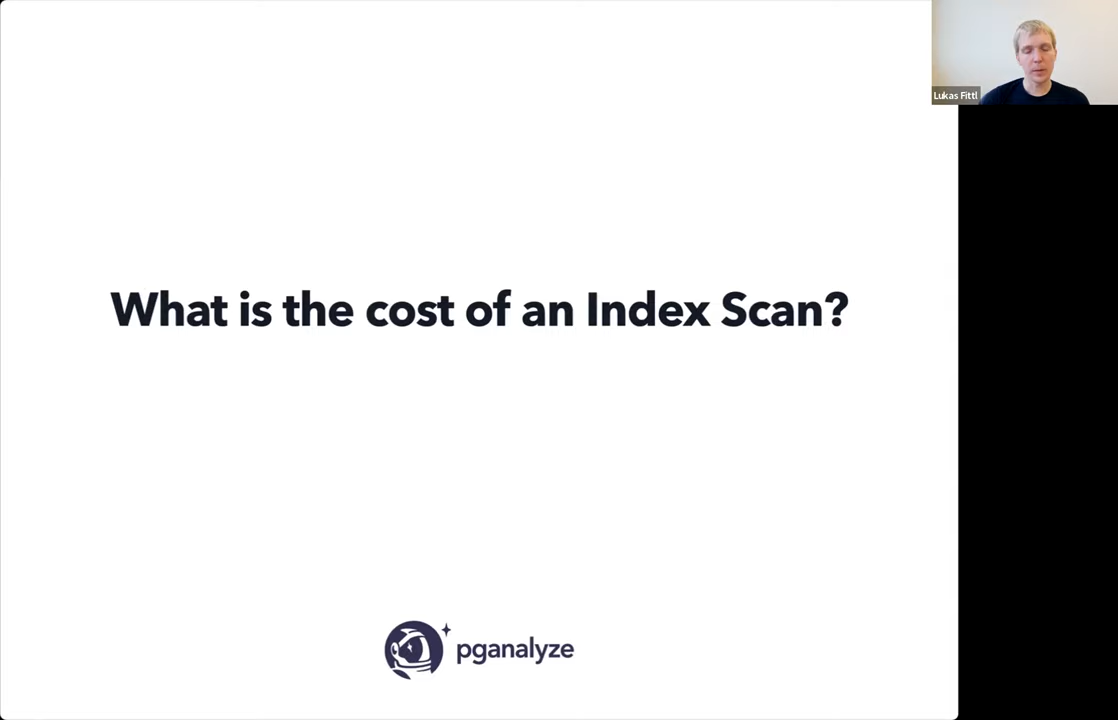 Lukas Fittl
What is the cost of an Index Scan?
pganalyze